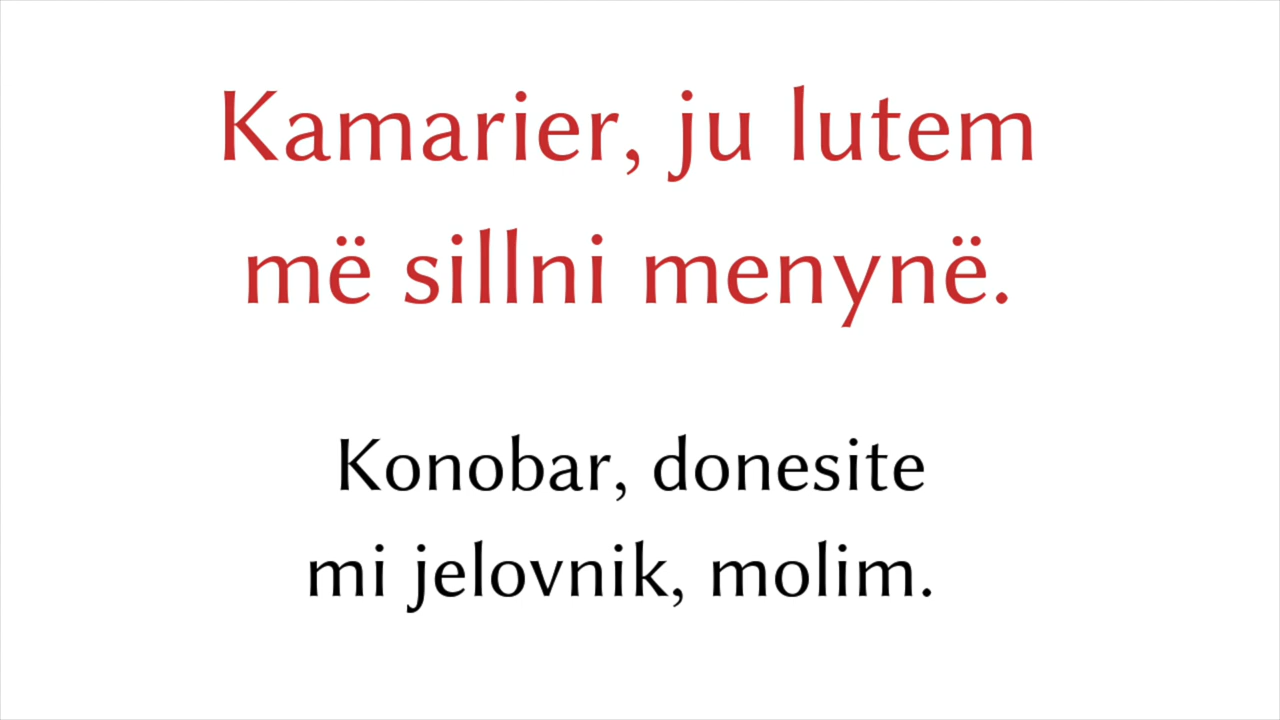 Kamarier, ju lutem
më sillni menynë.
Konobar, donesite
mi jelovnik, molim.